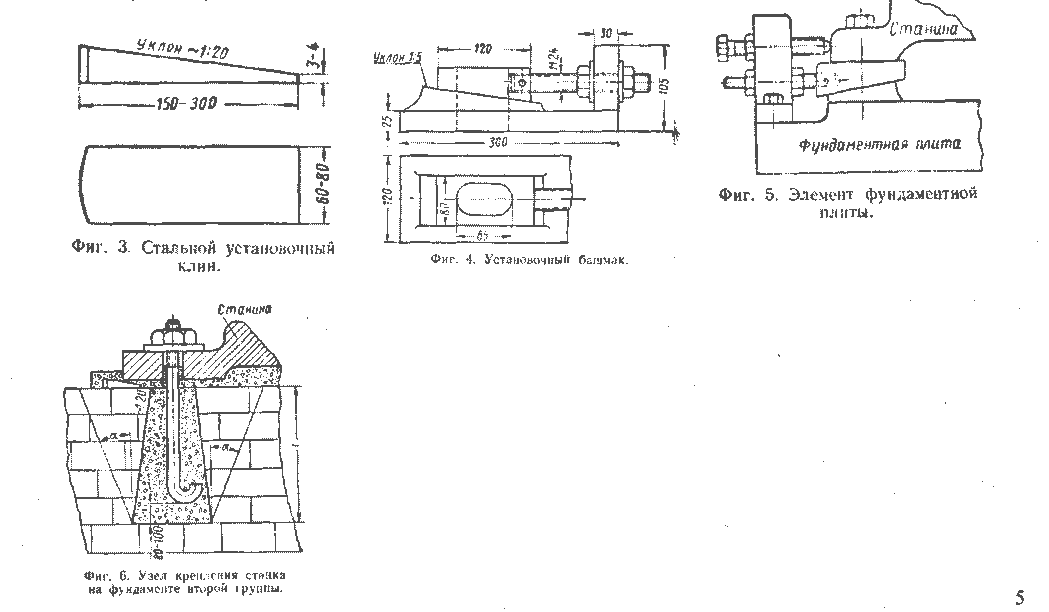 Уклон ~1:20
3-4
150-300
60-80
Фиг. 3. Стальной установочный
клин.
Уклон 1:5
120
30
М24
105
25
300
120
80
65
Фиг. 4. Установочный башмак.
Станина
Фундаментная плита
Фиг. 5. Элемент фундаментной
плиты.
Станина
1:20
α
α
80-100
Фиг. 6. Узел крепления станка
на фундаменте второй группы.
5